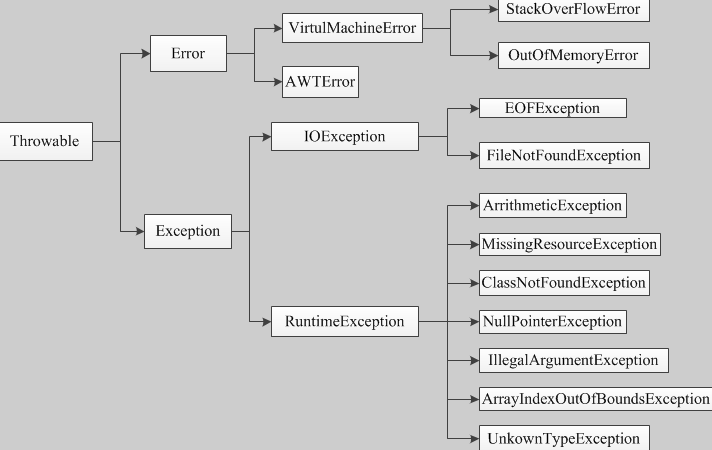 Throwable
Error
VirtulMachineError
StackOverFlowError
OutOfMemoryError
AWTError
Exception
IOException
EOFException
FileNotFoundException
RuntimeException
ArrithmeticException
MissingResourceException
ClassNotFoundException
NullPointerException
IllegalArgumentException
ArrayIndexOutOfBoundsException
UnkownTypeException